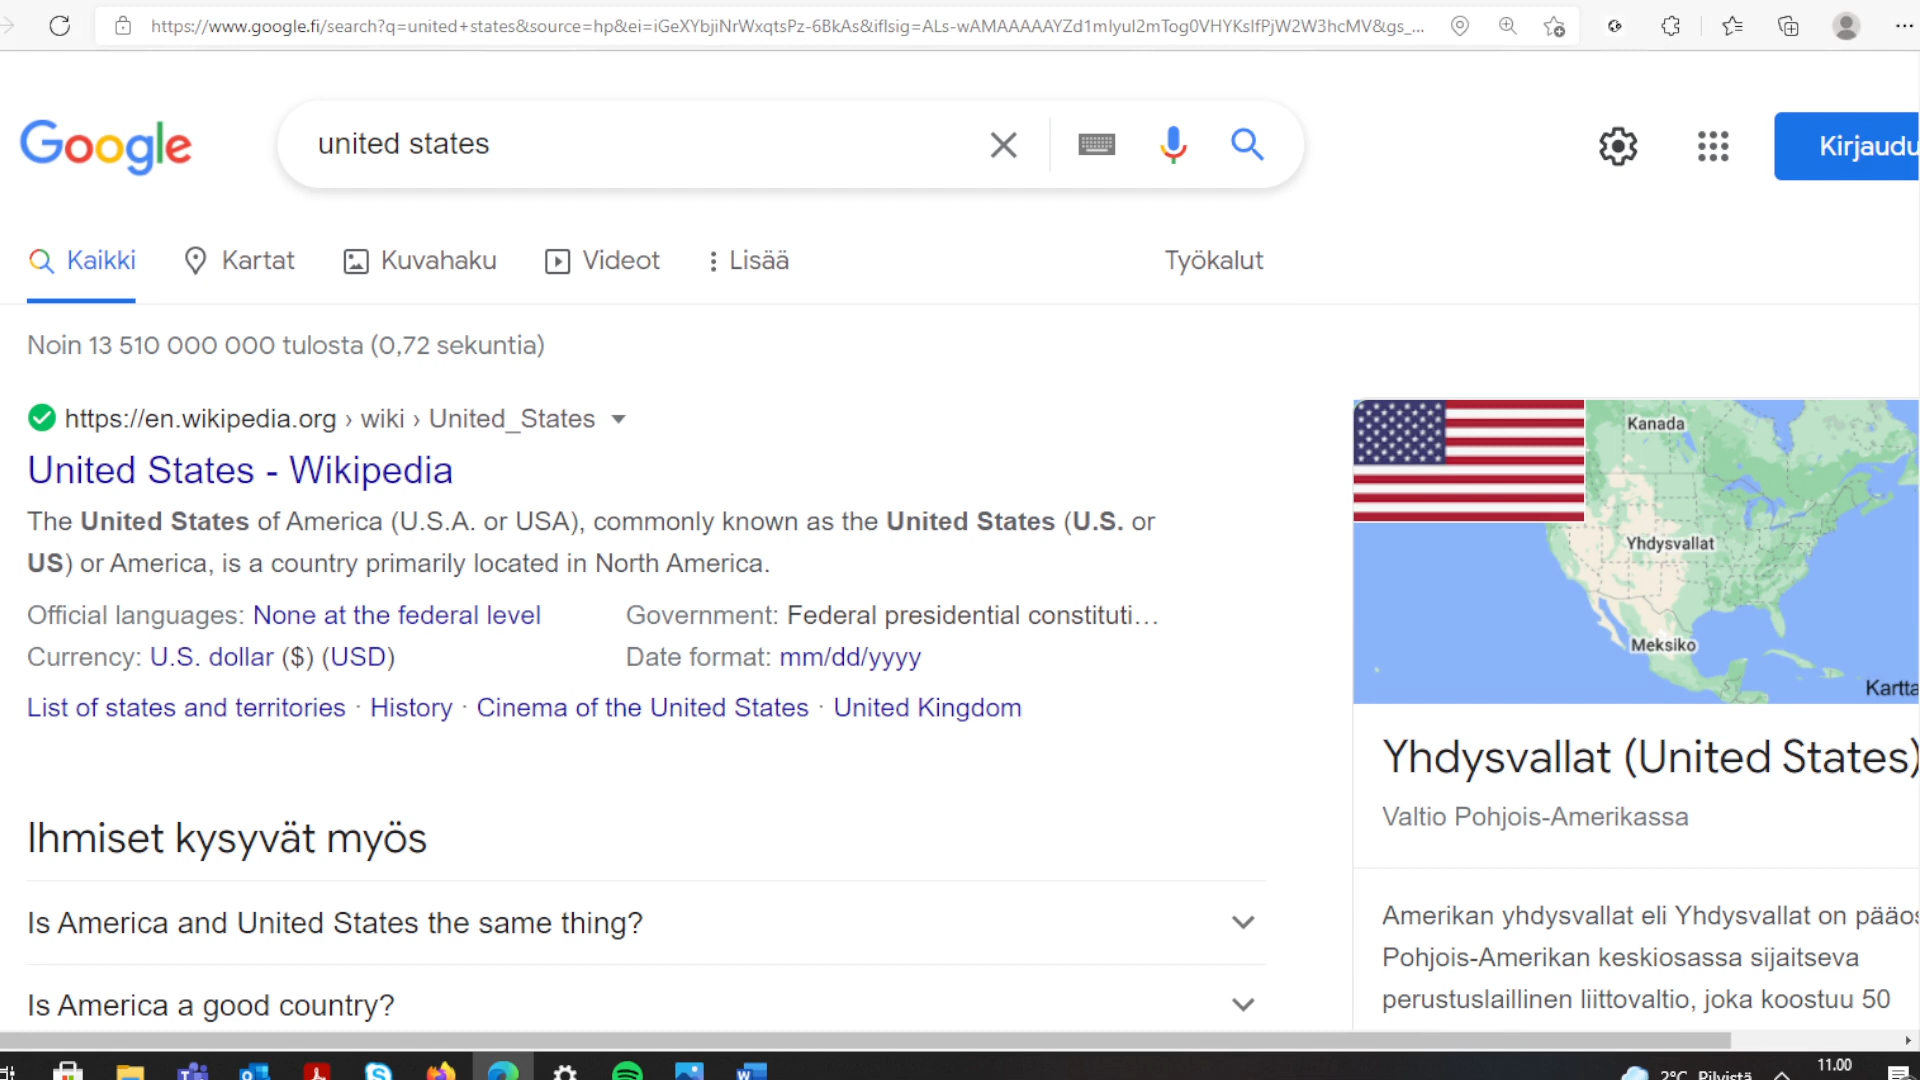 https://www.google.fi/search?q=united+states&source=hp&ei=iGeXYbjiNrWxqtsPz-6BkAs&iflsig=ALs-wAMAAAAAYZd1mIyul2mTog0VHYKsIfPjW2W3hcMV&gs_...
Google
united states
Kirjaudu
Kaikki
Kartat
Kuvahaku
Videot
Lisää
Työkalut
Noin 13 510 000 000 tulosta (0,72 sekuntia)
https://en.wikipedia.org › wiki › United_States
United States - Wikipedia
The United States of America (U.S.A. or USA), commonly known as the United States (U.S. or
US) or America, is a country primarily located in North America.
Official languages: None at the federal level
Government: Federal presidential constituti...
Currency: U.S. dollar ($) (USD)
Date format: mm/dd/yyyy
List of states and territories · History · Cinema of the United States · United Kingdom
Ihmiset kysyvät myös
Is America and United States the same thing?
Is America a good country?
Kanada
Yhdysvallat
Meksiko
Kartta
Yhdysvallat (United States)
Valtio Pohjois-Amerikassa
Amerikan yhdysvallat eli Yhdysvallat on pääos
Pohjois-Amerikan keskiosassa sijaitseva
perustuslaillinen liittovaltio, joka koostuu 50
2°C Pilvistä
11.00